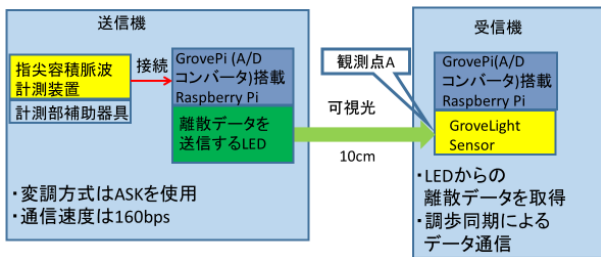 送信機
指尖容積脈波
計測装置
計測部補助器具
接続
GrovePi (A/D
コンバータ)搭載
Raspberry Pi
離散データを
送信するLED
・変調方式はASKを使用
・通信速度は160bps
可視光
10cm
観測点A
受信機
GrovePi(A/D
コンバータ)搭載
Raspberry Pi
GroveLight
Sensor
・LEDからの
離散データを取得
・調歩同期による
データ通信